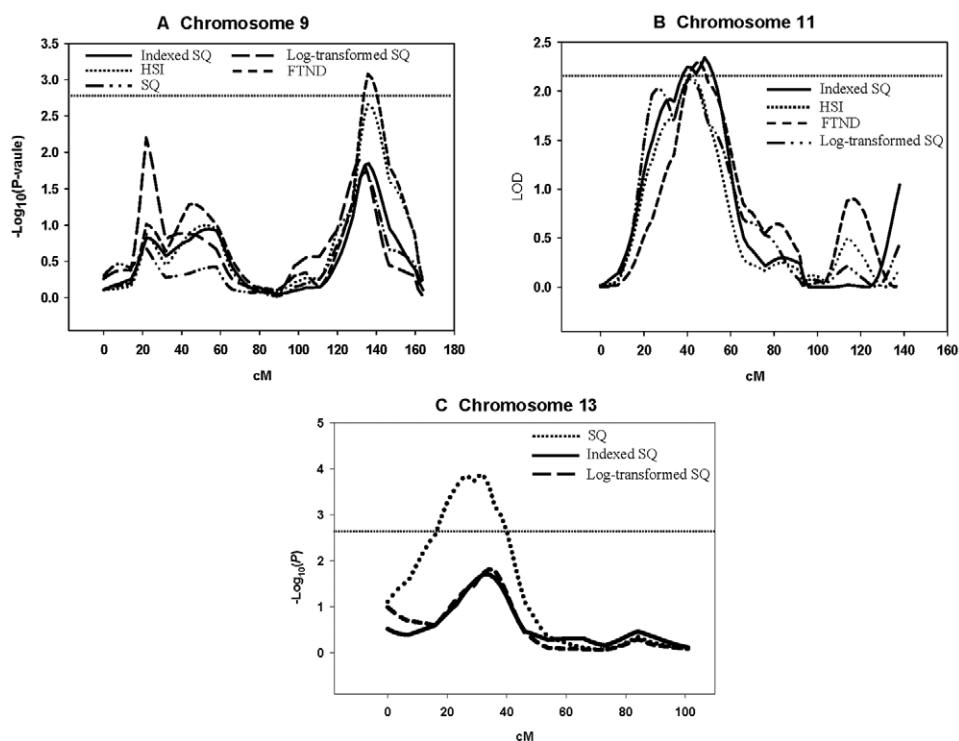 A Chromosome 9
-Log10(P-vaule)
3.5
3.0
2.5
2.0
1.5
1.0
0.5
0.0
Indexed SQ
HSI
SQ
Log-transformed SQ
FTND
0 20 40 60 80 100 120 140 160 180
cM
B Chromosome 11
LOD
2.5
2.0
1.5
1.0
0.5
0.0
Indexed SQ
HSI
FTND
Log-transformed SQ
0 20 40 60 80 100 120 140 160
cM
C Chromosome 13
-Log10(P)
5
4
3
2
1
0
SQ
Indexed SQ
Log-transformed SQ
0 20 40 60 80 100
cM